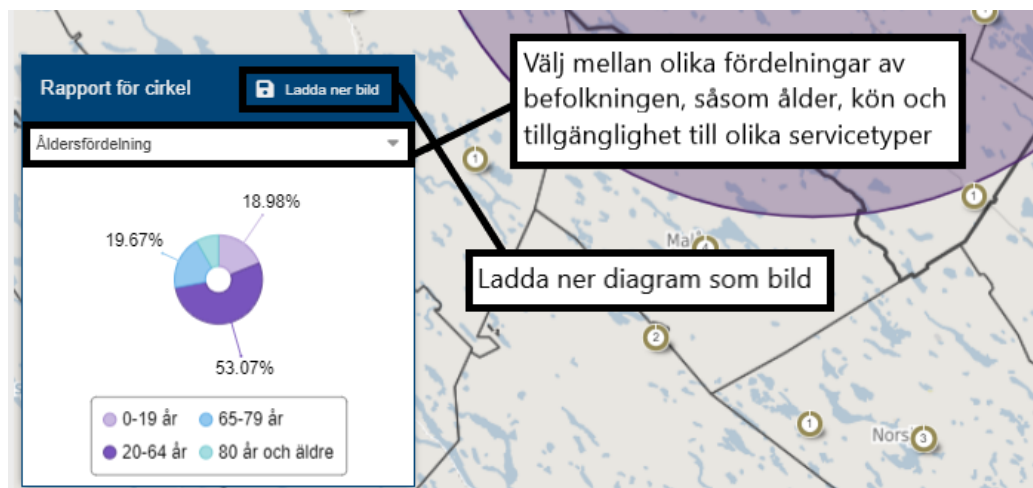 Rapport för cirkel
Ladda ner bild
Åldersfördelning
18.98%
19.67%
53.07%
0-19 år
65-79 år
20-64 år
80 år och äldre
Välj mellan olika fördelningar av
befolkningen, såsom ålder, kön och
tillgänglighet till olika servicetyper
Ladda ner diagram som bild
1
1
1
4
2
1
3